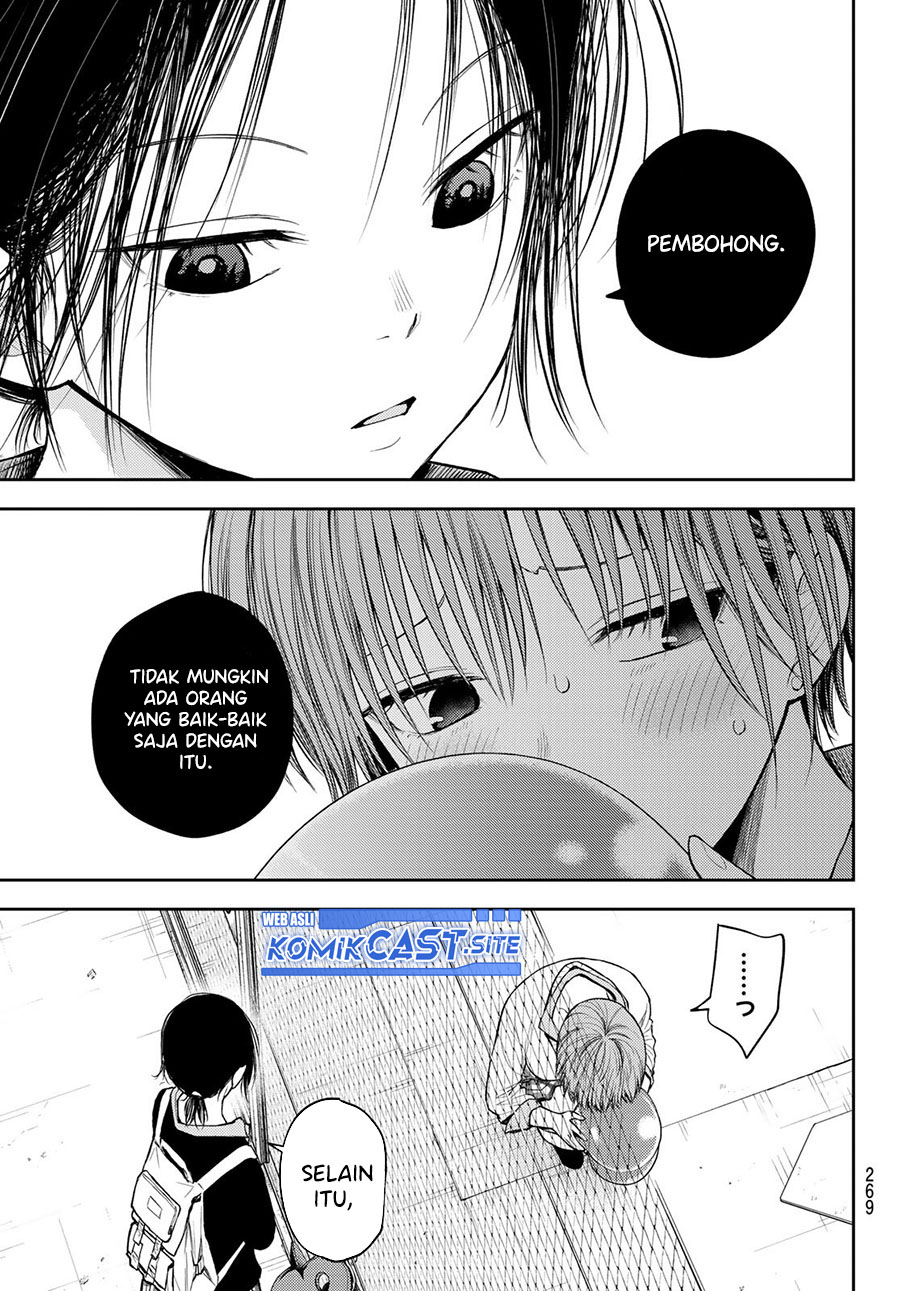 PEMBOHONG.
TIDAK MUNGKIN
ADA ORANG
YANG BAIK-BAIK
SAJA DENGAN
ITU.
WEB ASLI
KOMIKCAST.SITE
……っ
SELAIN
ITU,
269